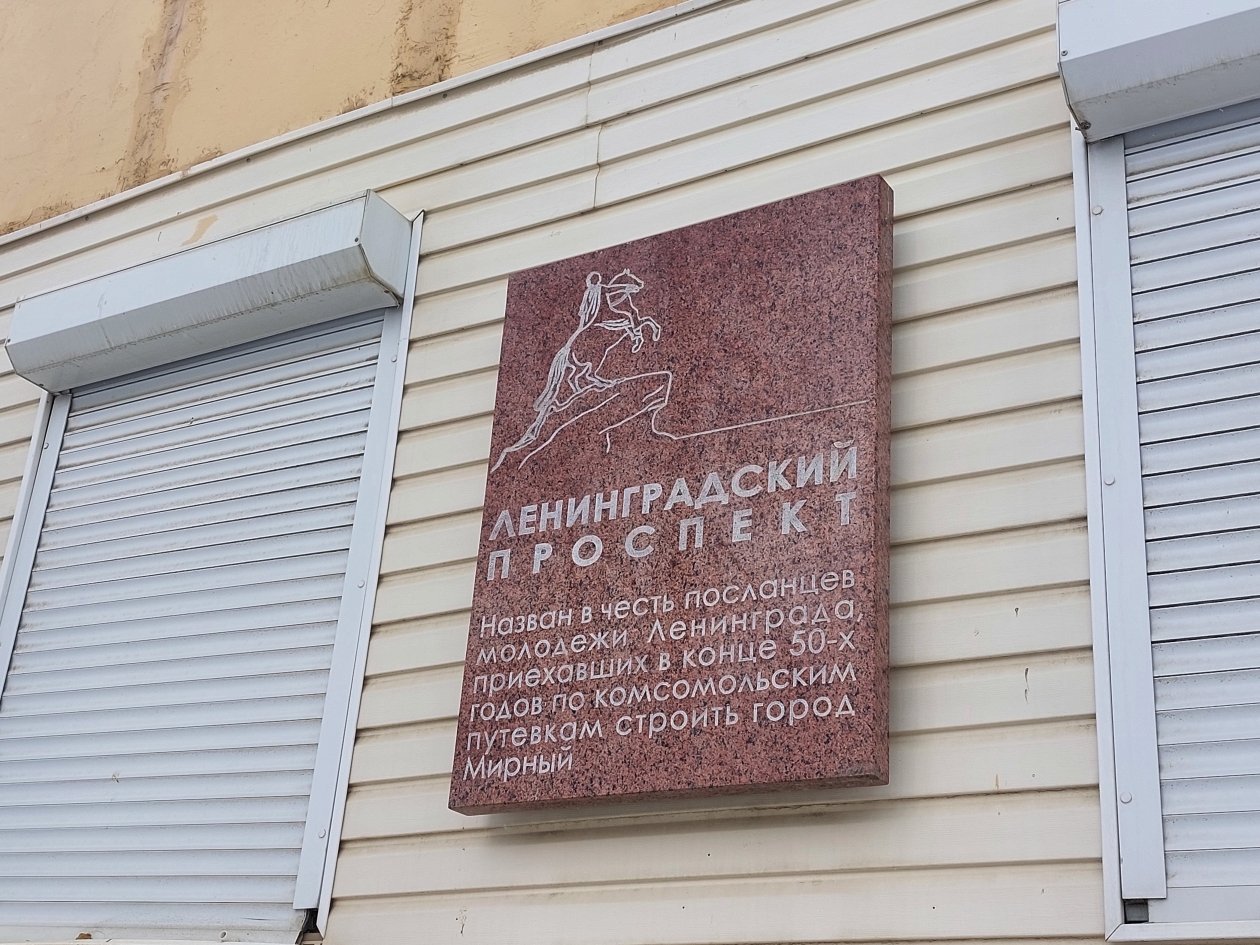 ЛЕНИНГРАДСКИЙ
ПРОСПЕКТ
Назван в честь посланцев
молодежи Ленинграда,
приехавших в конце 50-х
годов по комсомольским
путевкам строить город
Мирный